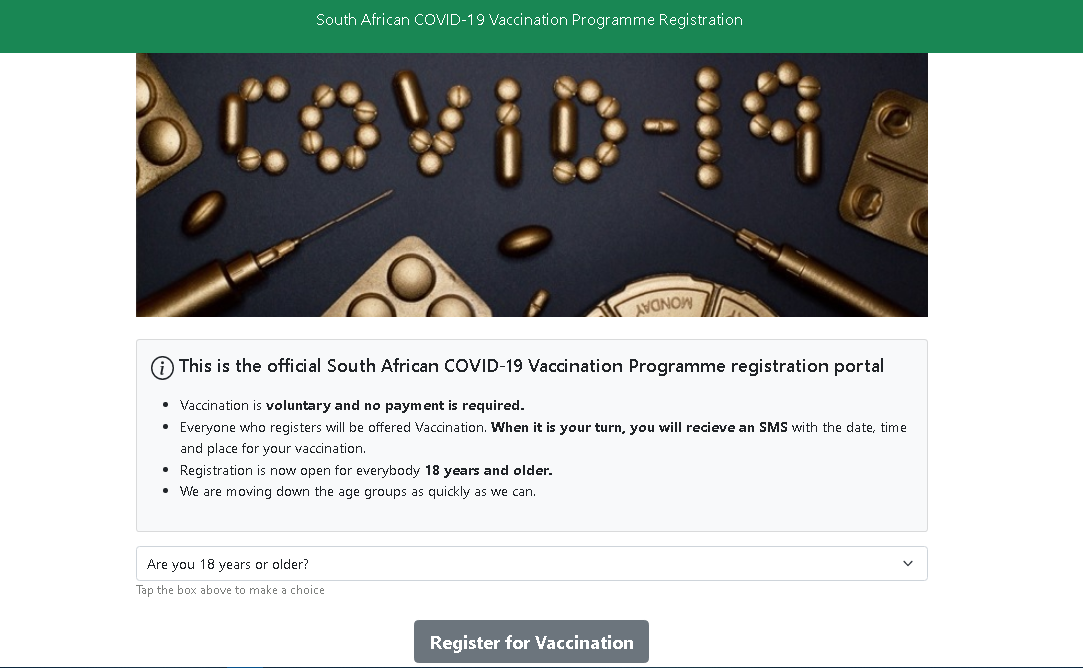 South African COVID-19 Vaccination Programme Registration
COVID-19
MONDAY
This is the official South African COVID-19 Vaccination Programme registration portal
• Vaccination is voluntary and no payment is required.
• Everyone who registers will be offered Vaccination. When it is your turn, you will recieve an SMS with the date, time
and place for your vaccination.
• Registration is now open for everybody 18 years and older.
• We are moving down the age groups as quickly as we can.
Are you 18 years or older?
Tap the box above to make a choice
Register for Vaccination